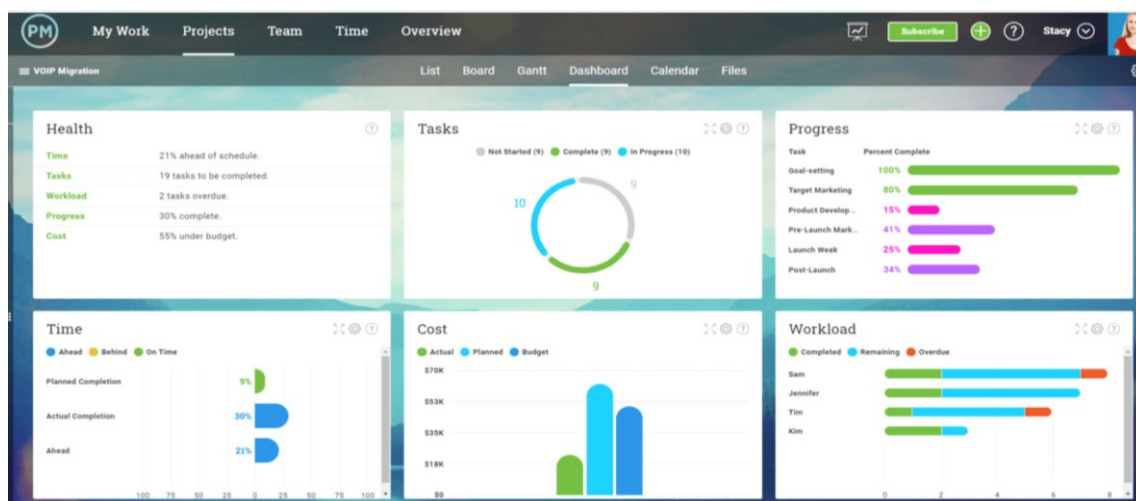 PM My Work Projects Team Time Overview Subscribe + ? Stacy
VOIP Migration List Board Gantt Dashboard Calendar Files
Health ?
Time 21% ahead of schedule.
Tasks 19 tasks to be completed.
Workload 2 tasks overdue.
Progress 30% complete.
Cost 55% under budget.
Tasks ?
Not Started (9) Complete (9) In Progress (10)
9
10
9
Progress ?
Task Percent Complete
Goal-setting 100%
Target Marketing 80%
Product Develop... 15%
Pre-Launch Mark... 41%
Launch Week 25%
Post-Launch 34%
Time ?
Ahead Behind On Time
Planned Completion 9%
Actual Completion 30%
Ahead 21%
100 75 50 25 0 25 50 75 100
Cost ?
Actual Planned Budget
$70K
$53K
$35K
$18K
$0
Workload ?
Completed Remaining Overdue
Sam
Jennifer
Tim
Kim
0 2 4 6 8